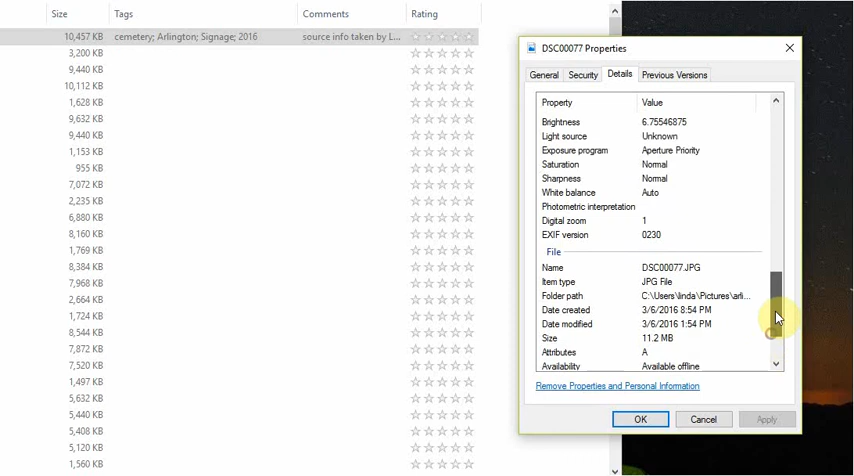 Size Tags Comments Rating
10,457 KB cemetery; Arlington; Signage; 2016 source info taken by L...
3,200 KB
9,440 KB
10,112 KB
1,628 KB
9,632 KB
9,440 KB
1,153 KB
955 KB
7,072 KB
2,235 KB
6,880 KB
8,160 KB
1,769 KB
8,384 KB
7,968 KB
2,664 KB
1,724 KB
8,544 KB
7,872 KB
7,520 KB
1,497 KB
5,632 KB
5,440 KB
5,408 KB
5,120 KB
1,560 KB
DSC00077 Properties
General Security Details Previous Versions
Property Value
Brightness 6.75546875
Light source Unknown
Exposure program Aperture Priority
Saturation Normal
Sharpness Normal
White balance Auto
Photometric interpretation
Digital zoom 1
EXIF version 0230
File
Name DSC00077.JPG
Item type JPG File
Folder path C:\Users\linda\Pictures\arli...
Date created 3/6/2016 8:54 PM
Date modified 3/6/2016 1:54 PM
Size 11.2 MB
Attributes A
Availability Available offline
Remove Properties and Personal Information
OK Cancel Apply